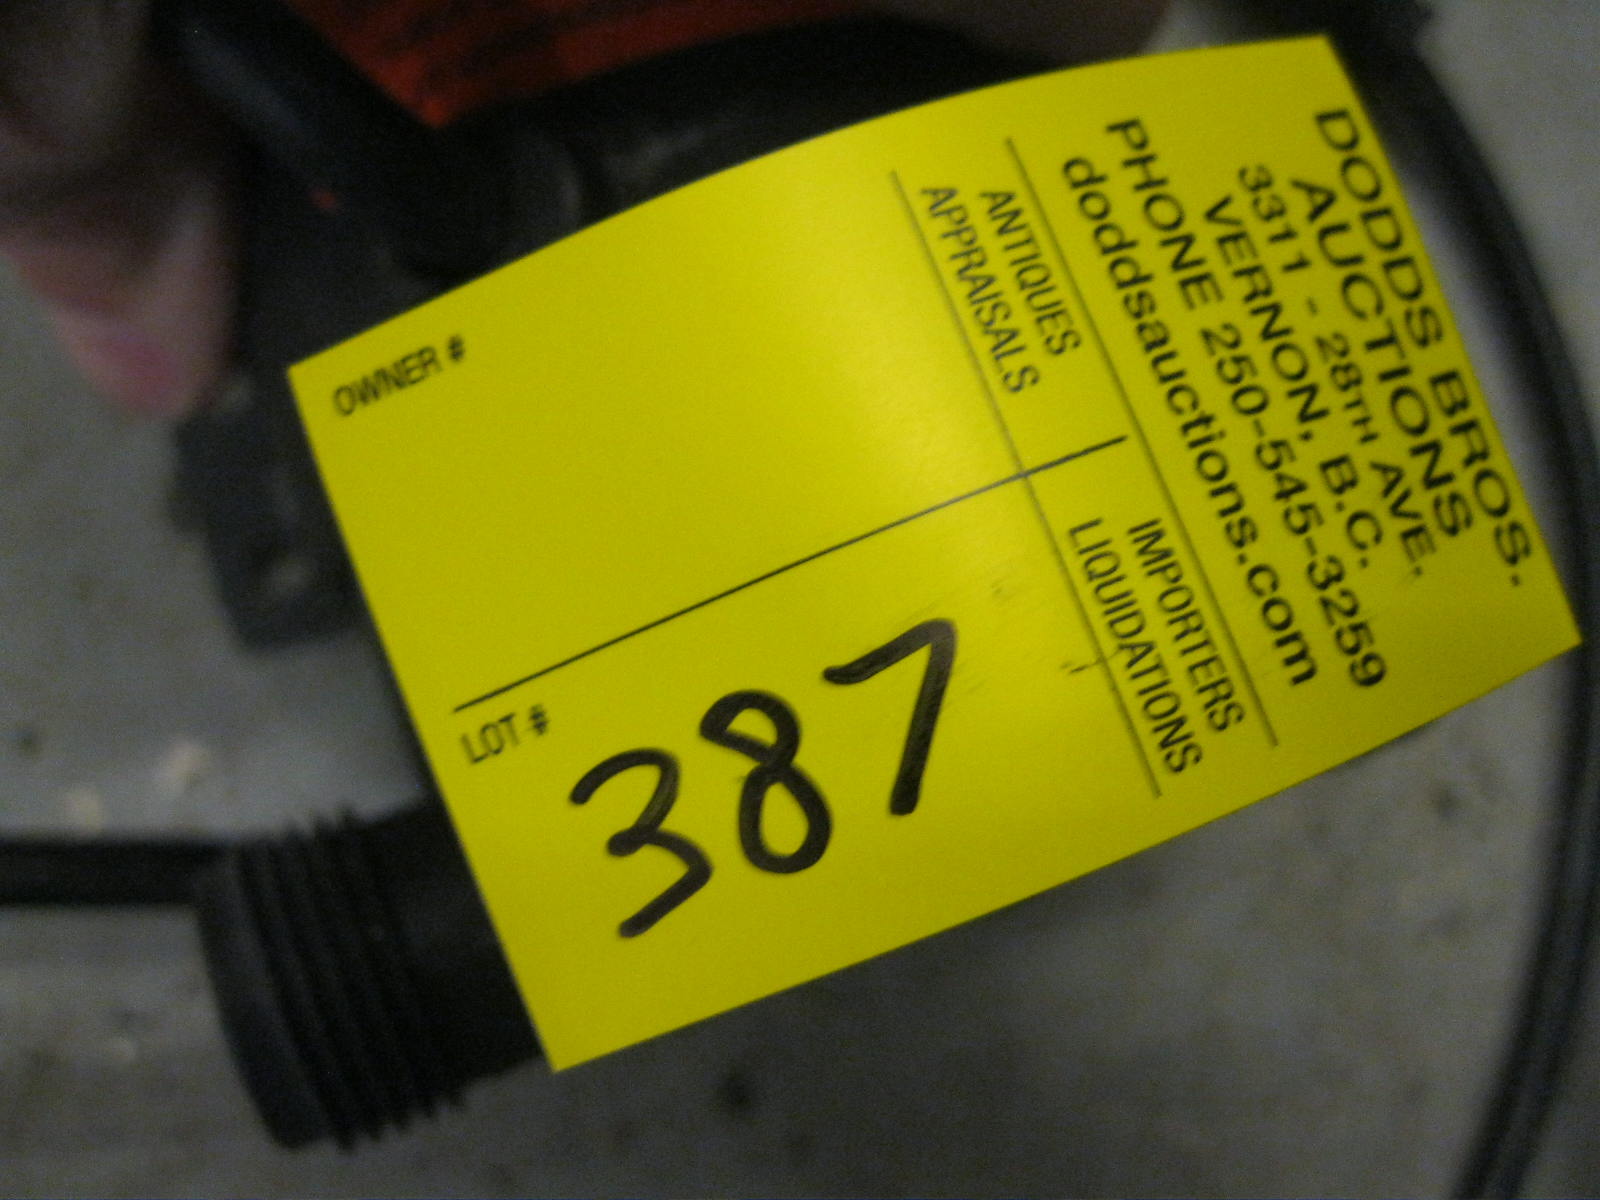 DODDS BROS.
AUCTIONS
3311 - 28TH AVE.
VERNON, B.C.
PHONE 250-545-3259
doddsauctions.com
ANTIQUES
APPRAISALS
IMPORTERS
LIQUIDATIONS
OWNER #
LOT #
387